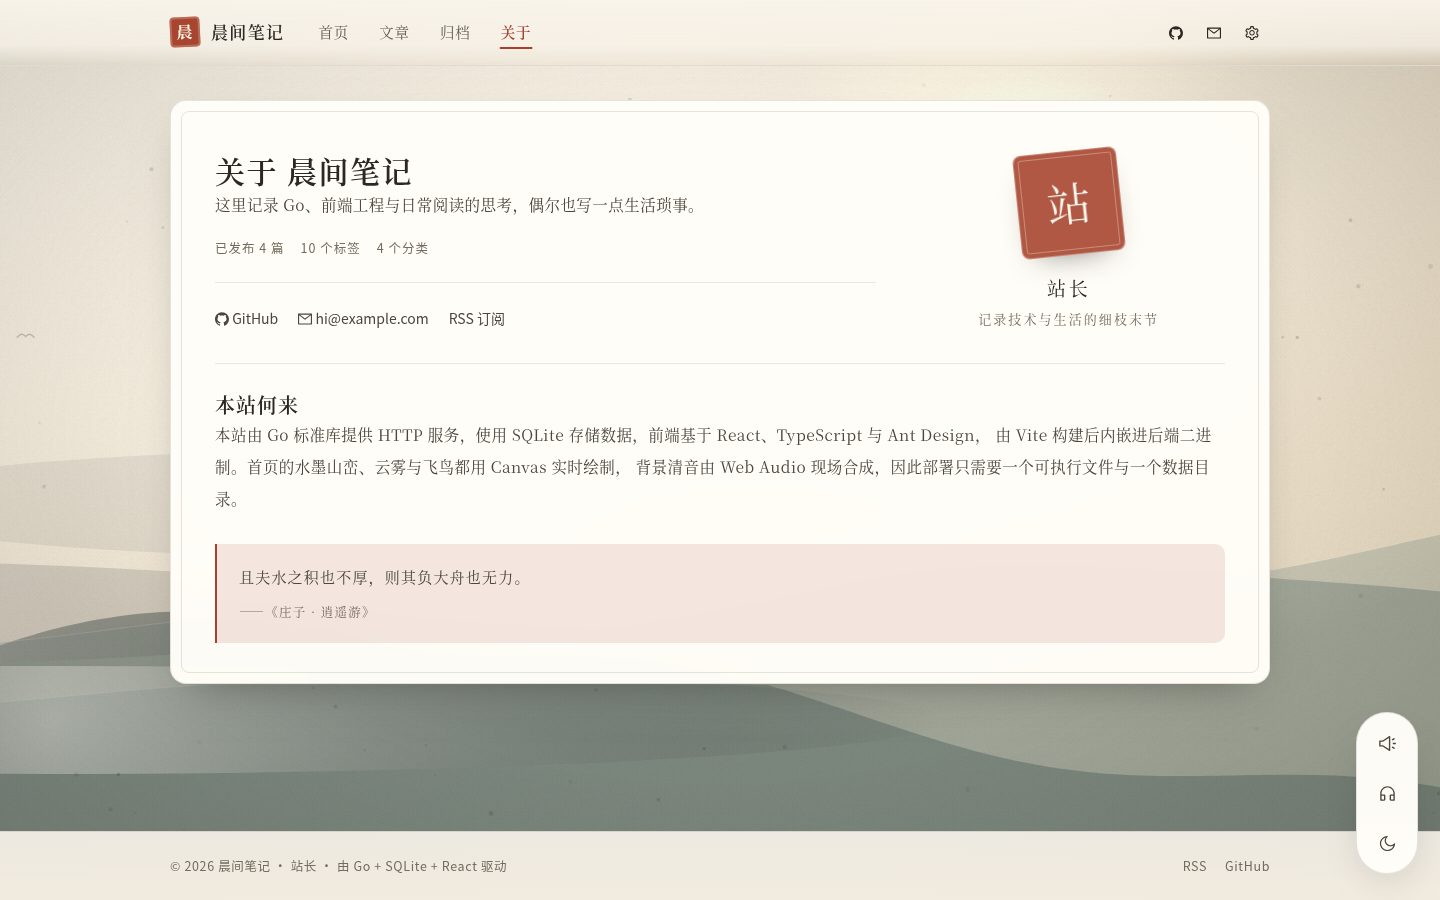 晨 晨间笔记 首页 文章 归档 关于
关于 晨间笔记
这里记录 Go、前端工程与日常阅读的思考，偶尔也写一点生活琐事。
已发布 4 篇 10 个标签 4 个分类
GitHub hi@example.com RSS 订阅
站
站长
记录技术与生活的细枝末节
本站何来
本站由 Go 标准库提供 HTTP 服务，使用 SQLite 存储数据，前端基于 React、TypeScript 与 Ant Design， 由 Vite 构建后内嵌进后端二进
制。首页的水墨山峦、云雾与飞鸟都用 Canvas 实时绘制， 背景清音由 Web Audio 现场合成，因此部署只需要一个可执行文件与一个数据目
录。
且夫水之积也不厚，则其负大舟也无力。
——《庄子 · 逍遥游》
© 2026 晨间笔记 · 站长 · 由 Go + SQLite + React 驱动
RSS GitHub